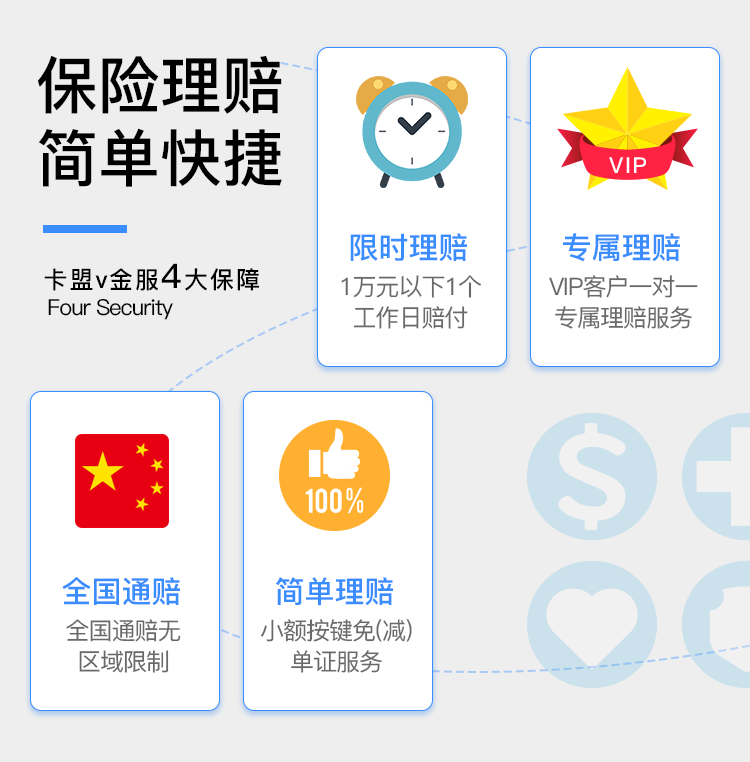 保险理赔
简单快捷
卡盟v金服4大保障
Four Security
限时理赔
1万元以下1个
工作日赔付
VIP
专属理赔
VIP客户一对一
专属理赔服务
全国通赔
全国通赔无
区域限制
100%
简单理赔
小额按键免(减)
单证服务